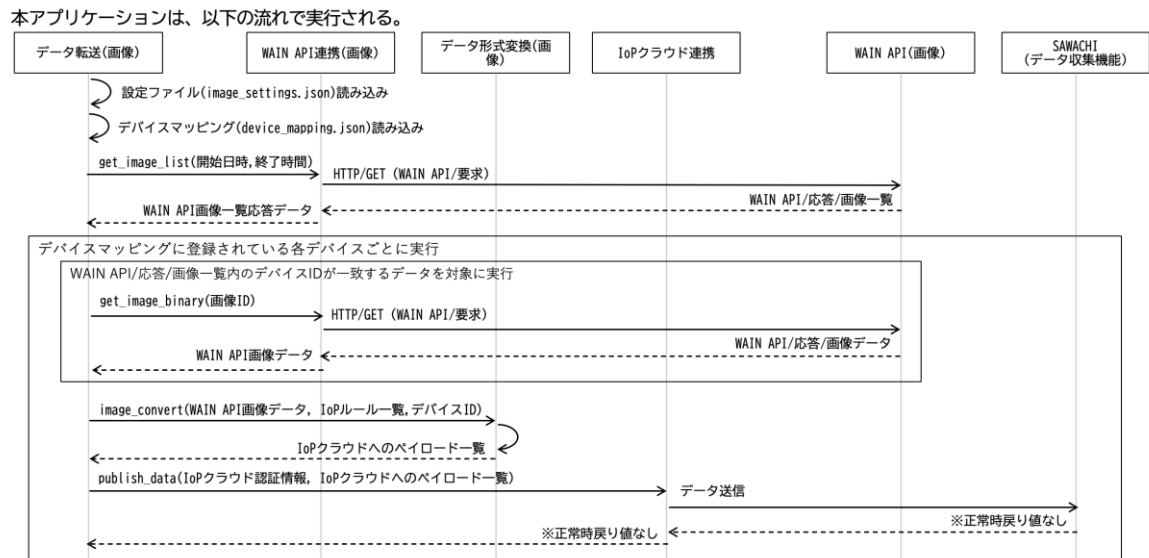 本アプリケーションは、以下の流れで実行される。
データ転送(画像)
WAIN API連携(画像)
データ形式変換(画
像)
IoPクラウド連携
WAIN API(画像)
SAWACHI
(データ収集機能)
設定ファイル(image_settings.json)読み込み
デバイスマッピング(device_mapping.json)読み込み
get_image_list(開始日時,終了時間)
HTTP/GET (WAIN API/要求)
WAIN API/応答/画像一覧
WAIN API画像一覧応答データ
デバイスマッピングに登録されている各デバイスごとに実行
WAIN API/応答/画像一覧内のデバイスIDが一致するデータを対象に実行
get_image_binary(画像ID)
HTTP/GET (WAIN API/要求)
WAIN API/応答/画像データ
WAIN API画像データ
image_convert(WAIN API画像データ, IoPルール一覧,デバイスID)
IoPクラウドへのペイロード一覧
publish_data(IoPクラウド認証情報, IoPクラウドへのペイロード一覧)
データ送信
※正常時戻り値なし
※正常時戻り値なし